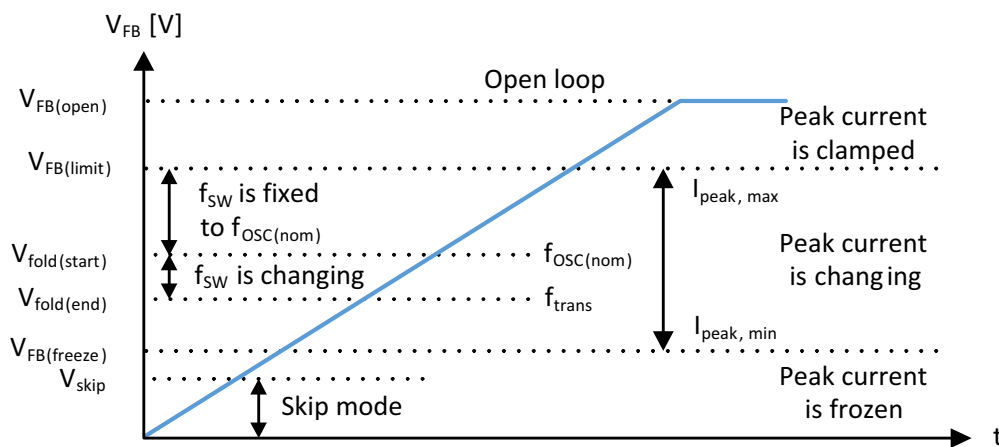 V_FB [V]
Open loop
V_FB(open)
Peak current
is clamped
V_FB(limit)
f_SW is fixed
to f_OSC(nom)
I_peak, max
V_fold(start)
f_OSC(nom)
Peak current
is changing
f_SW is changing
V_fold(end)
f_trans
I_peak, min
V_FB(freeze)
V_skip
Skip mode
Peak current
is frozen
t